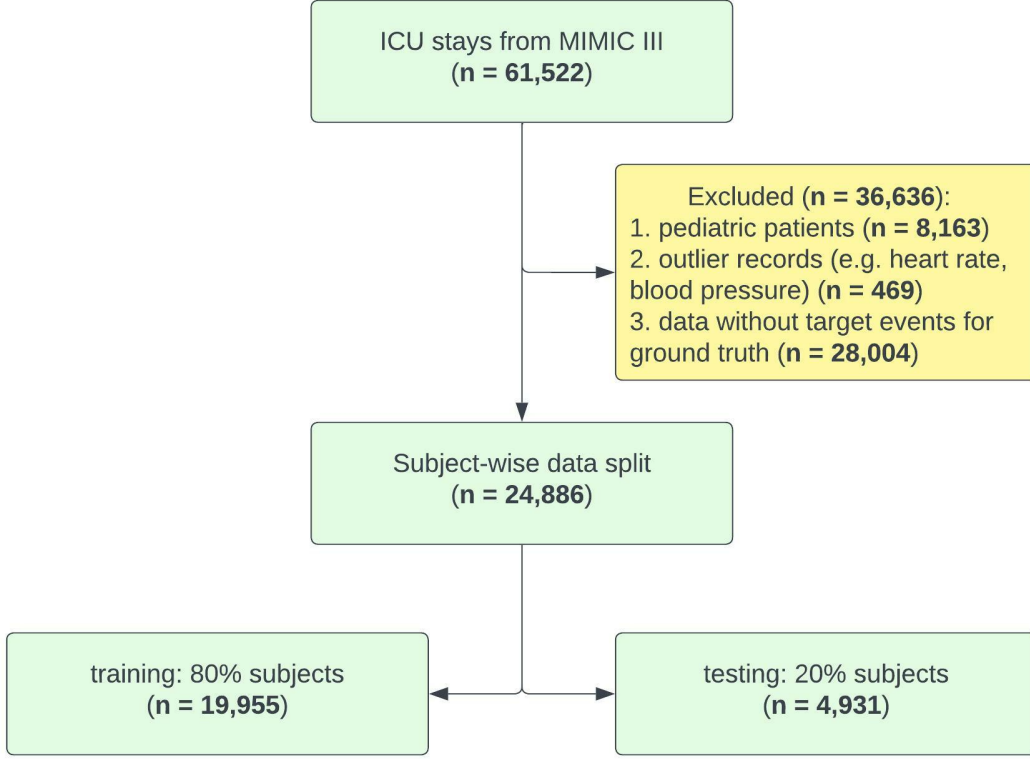 ICU stays from MIMIC III
(n = 61,522)
Excluded (n = 36,636):
1. pediatric patients (n = 8,163)
2. outlier records (e.g. heart rate,
blood pressure) (n = 469)
3. data without target events for
ground truth (n = 28,004)
Subject-wise data split
(n = 24,886)
training: 80% subjects
(n = 19,955)
testing: 20% subjects
(n = 4,931)